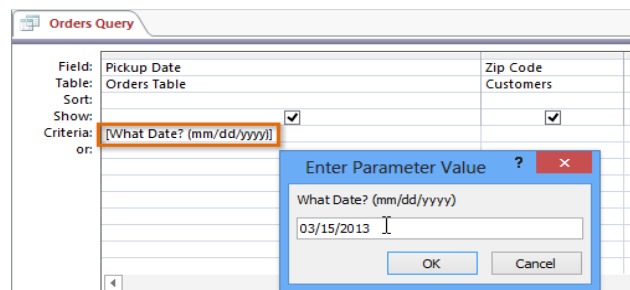 Orders Query
Field: Pickup Date Zip Code
Table: Orders Table Customers
Sort:
Show:
Criteria: [What Date? (mm/dd/yyyy)]
or:
Enter Parameter Value ? ×
What Date? (mm/dd/yyyy)
03/15/2013
OK Cancel